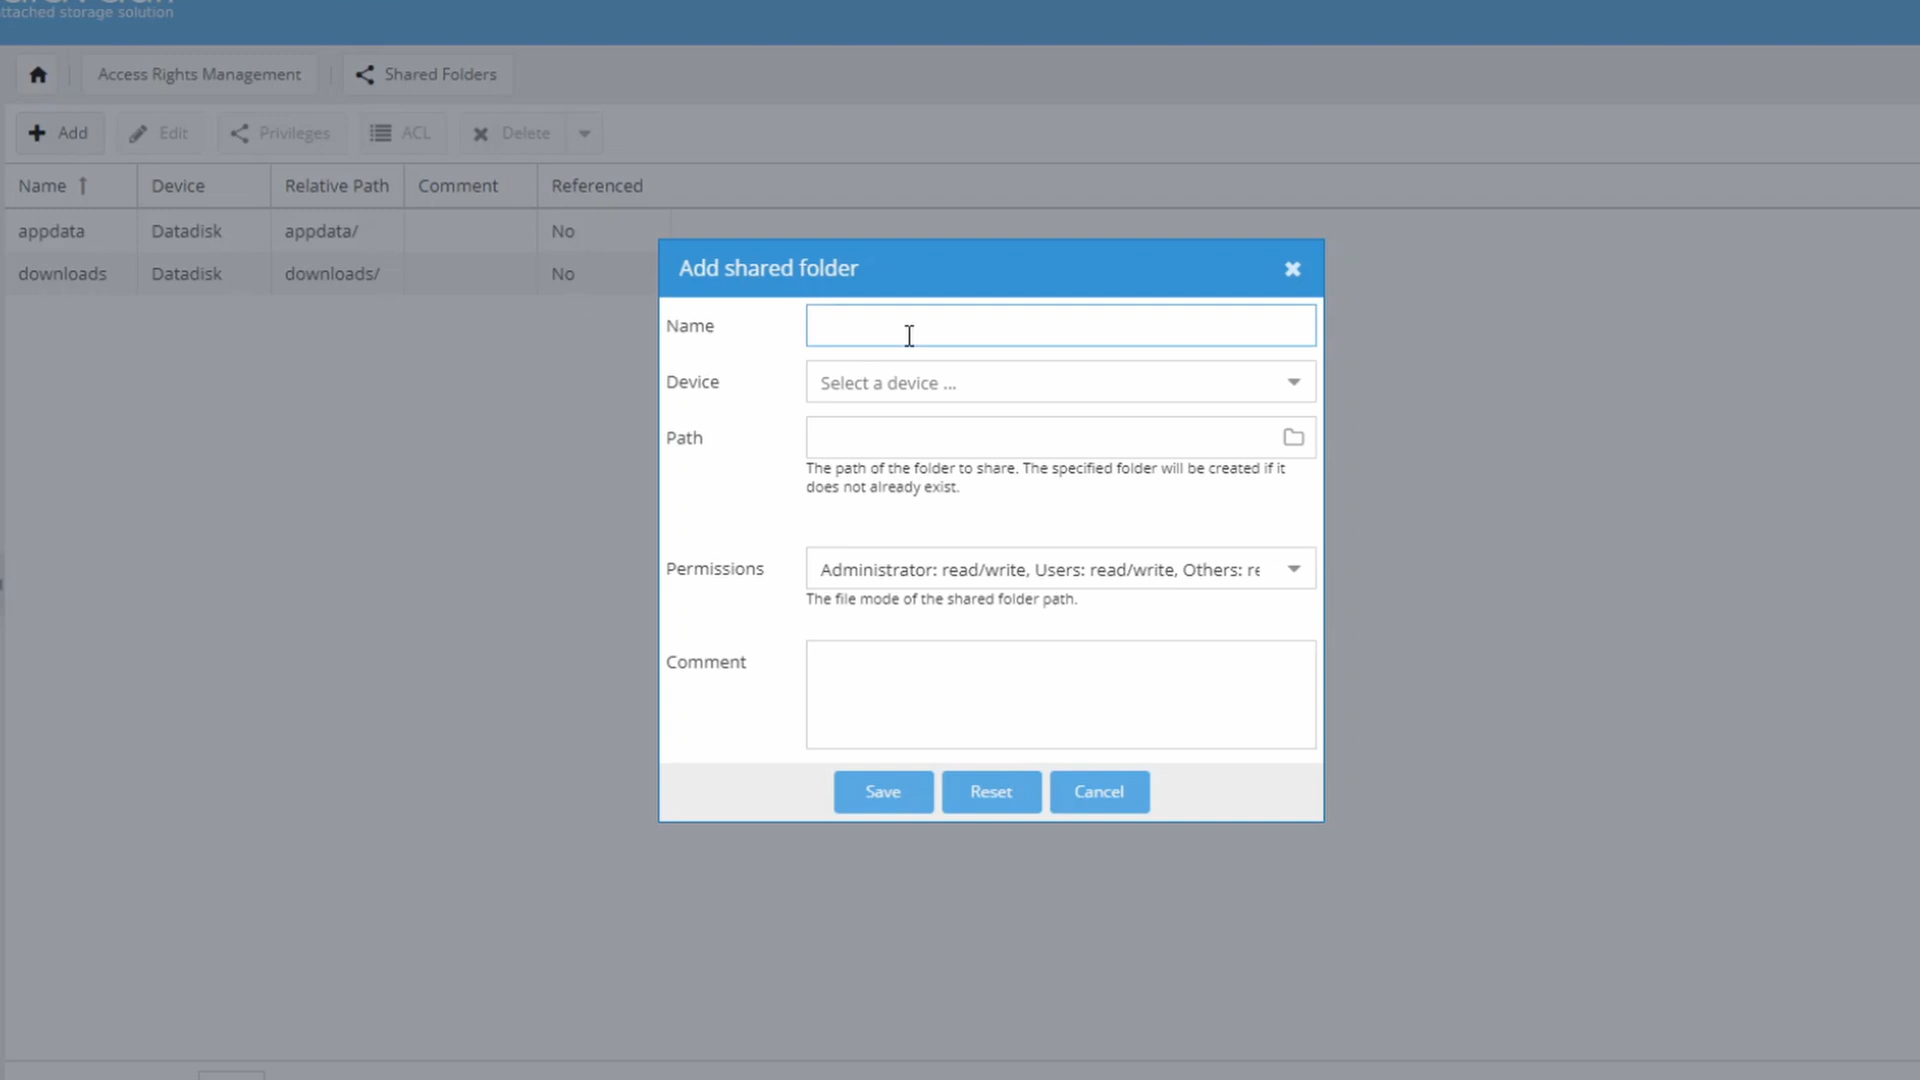 ttached storage solution
Access Rights Management
Shared Folders
Add
Edit
Privileges
ACL
Delete
Name Device Relative Path Comment Referenced
appdata Datadisk appdata/ No
downloads Datadisk downloads/ No
Add shared folder
Name
Device Select a device ...
Path
The path of the folder to share. The specified folder will be created if it
does not already exist.
Permissions Administrator: read/write, Users: read/write, Others: re
The file mode of the shared folder path.
Comment
Save Reset Cancel